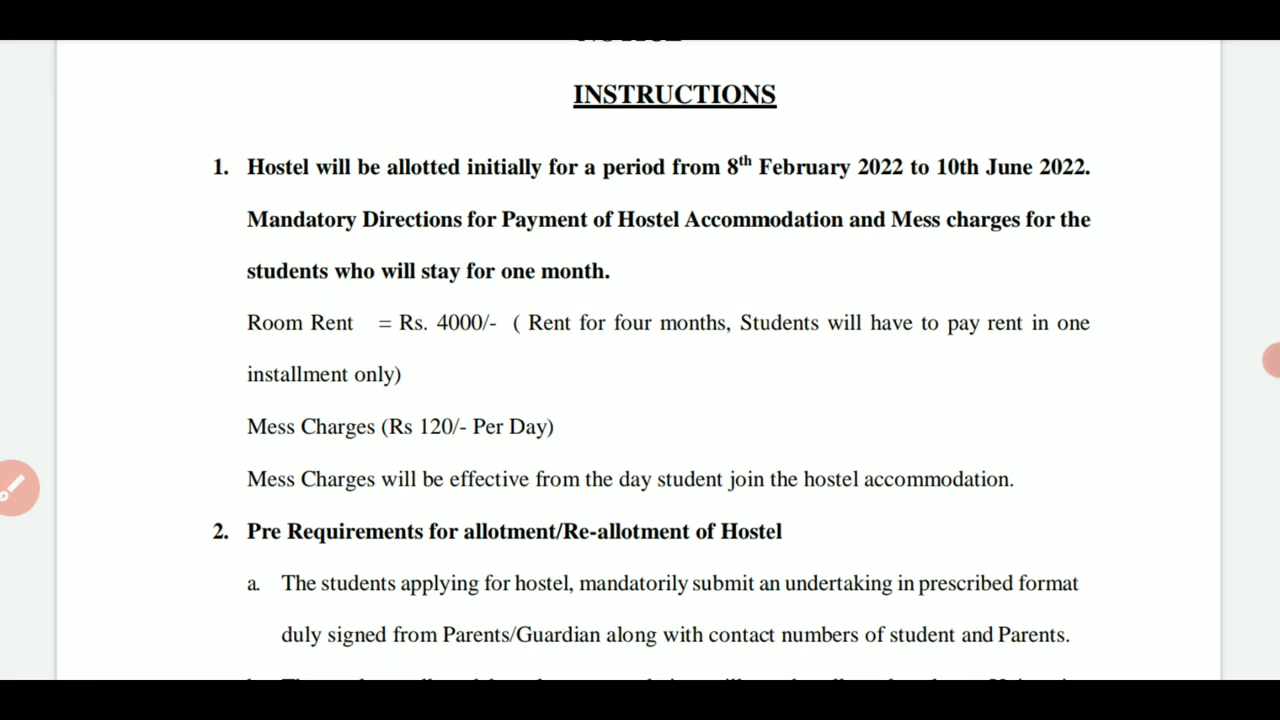 INSTRUCTIONS
1. Hostel will be allotted initially for a period from 8th February 2022 to 10th June 2022.
Mandatory Directions for Payment of Hostel Accommodation and Mess charges for the
students who will stay for one month.
Room Rent = Rs. 4000/- ( Rent for four months, Students will have to pay rent in one
installment only)
Mess Charges (Rs 120/- Per Day)
Mess Charges will be effective from the day student join the hostel accommodation.
2. Pre Requirements for allotment/Re-allotment of Hostel
a. The students applying for hostel, mandatorily submit an undertaking in prescribed format
duly signed from Parents/Guardian along with contact numbers of student and Parents.